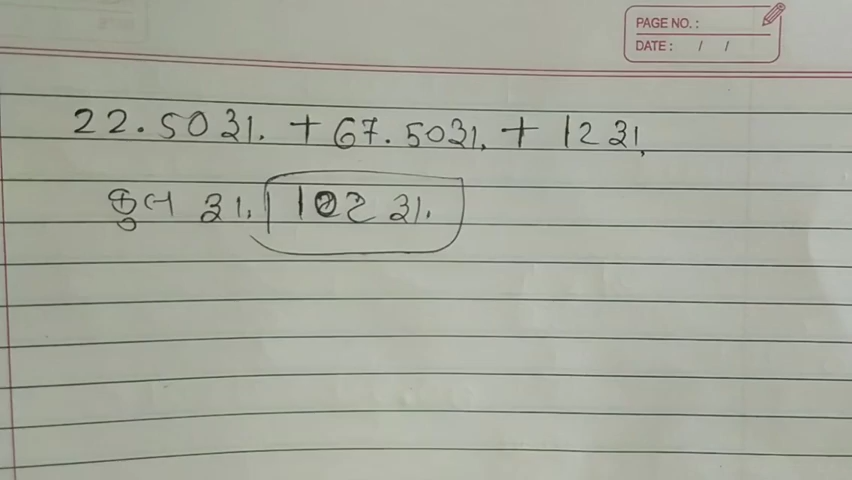 PAGE NO. :
DATE : / /
22.50 રૂા. + 67.50 રૂા. + 12 રૂા.
કુલ રૂા. 102 રૂા.